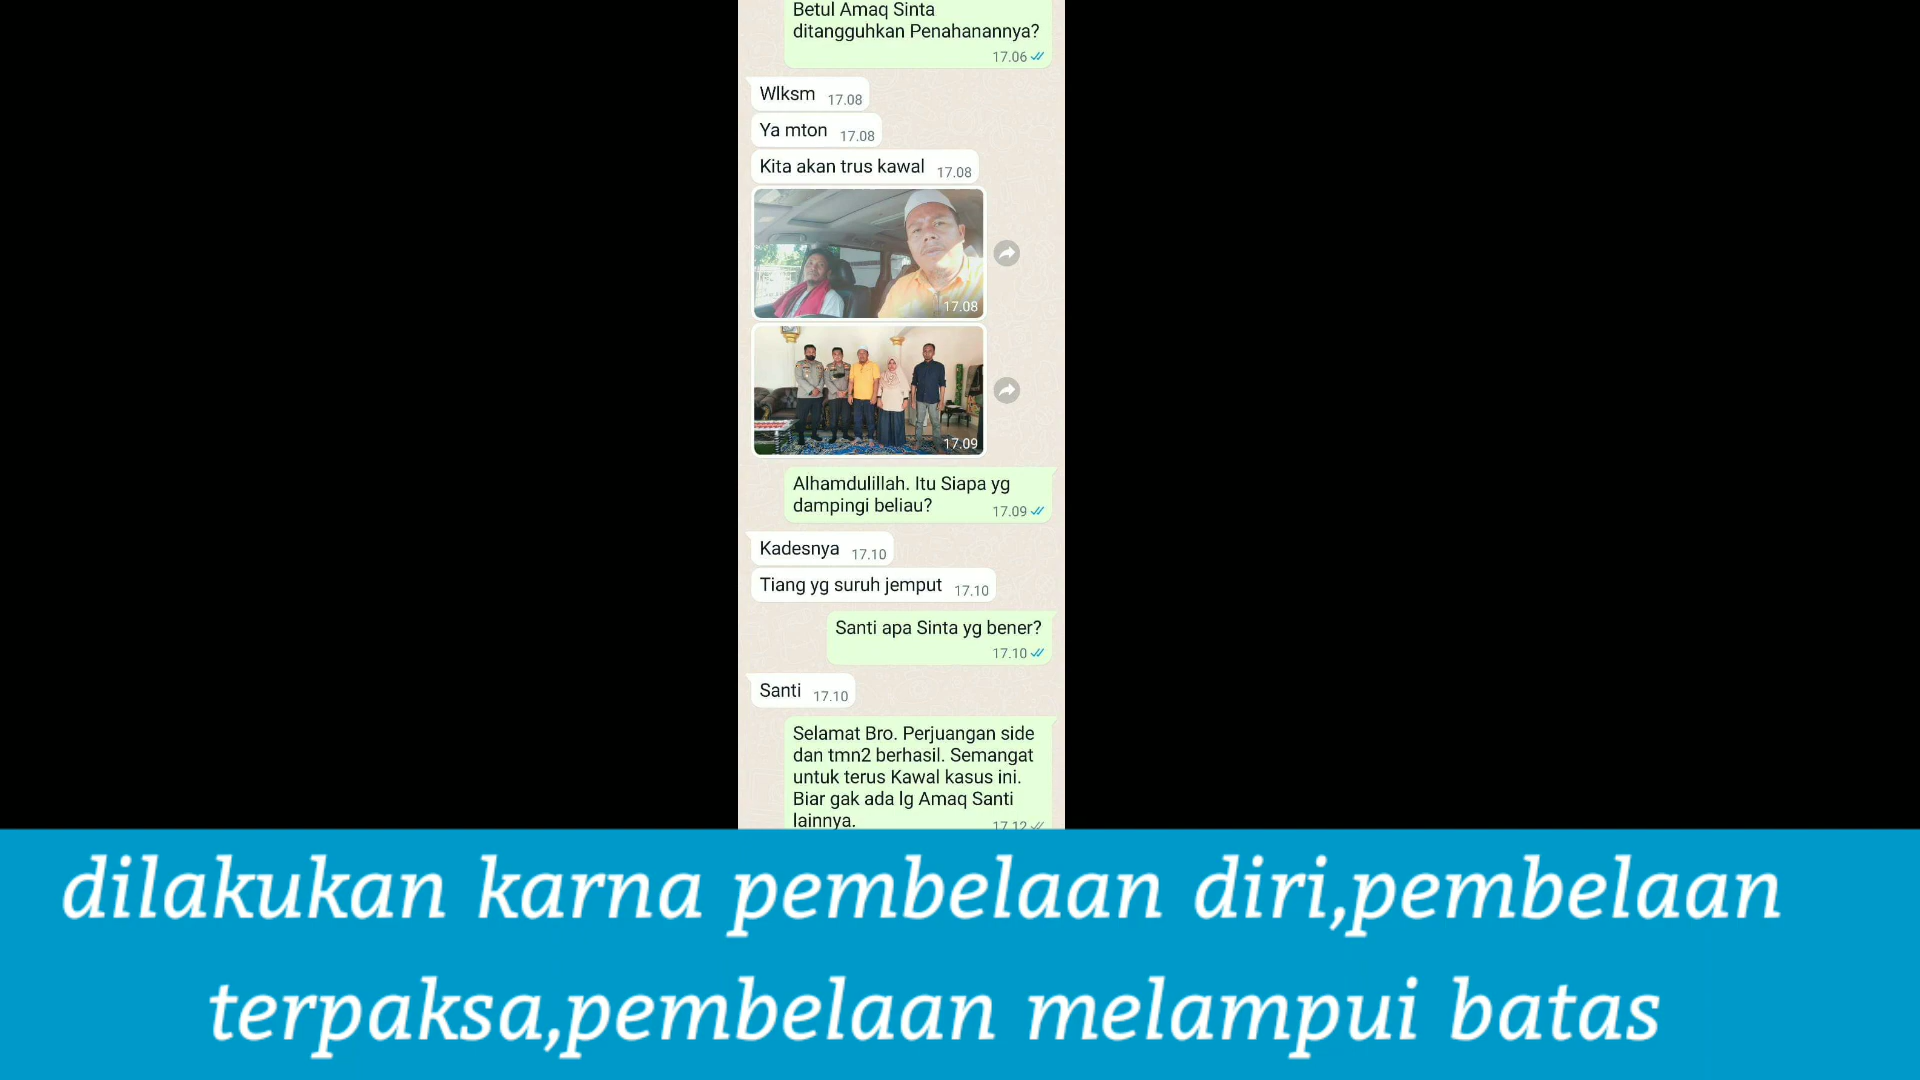 Betul Amaq Sinta
ditangguhkan Penahanannya?
17.06
Wlksm 17.08
Ya mton 17.08
Kita akan trus kawal 17.08
17.08
17.09
Alhamdulillah. Itu Siapa yg
dampingi beliau? 17.09
Kadesnya 17.10
Tiang yg suruh jemput 17.10
Santi apa Sinta yg bener?
17.10
Santi 17.10
Selamat Bro. Perjuangan side
dan tmn2 berhasil. Semangat
untuk terus Kawal kasus ini.
Biar gak ada lg Amaq Santi
lainnya. 17.12
dilakukan karna pembelaan diri,pembelaan
terpaksa,pembelaan melampui batas